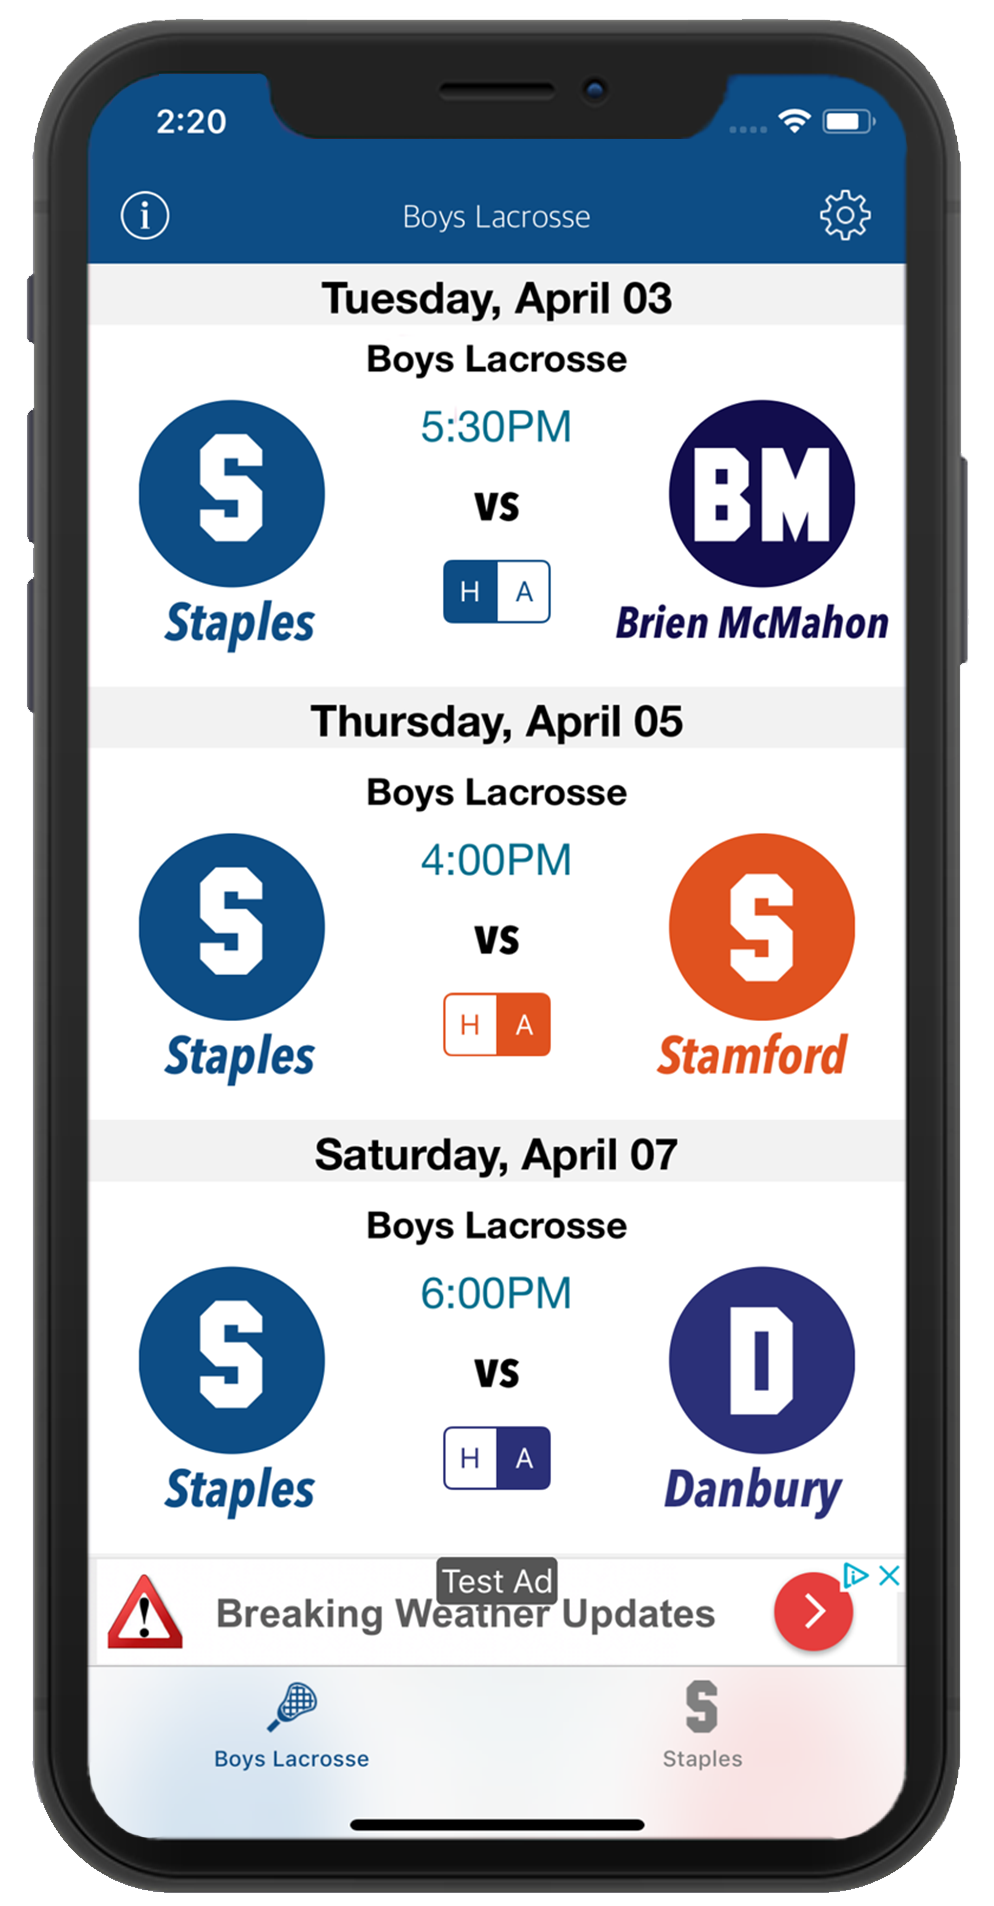 2:20
Boys Lacrosse
Tuesday, April 03
Boys Lacrosse
5:30PM
S
BM
VS
H A
Staples
Brien McMahon
Thursday, April 05
Boys Lacrosse
4:00PM
S
S
VS
H A
Staples
Stamford
Saturday, April 07
Boys Lacrosse
6:00PM
S
D
VS
H A
Staples
Danbury
Test Ad
Breaking Weather Updates
S
Boys Lacrosse
Staples